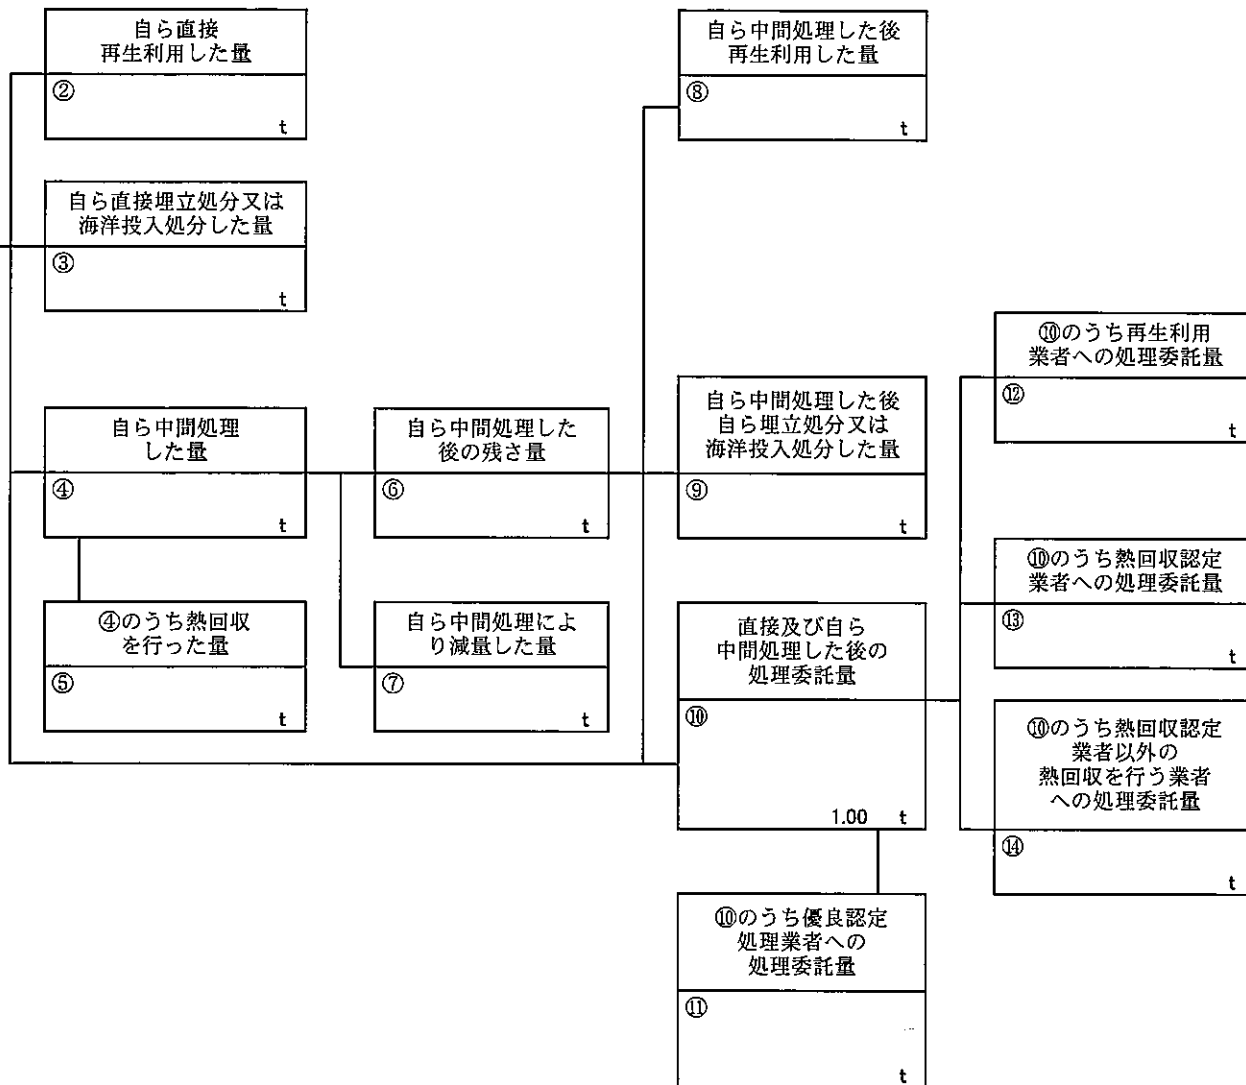 自ら直接
再生利用した量
②
t
自ら中間処理した後
再生利用した量
⑧
t
自ら直接埋立処分又は
海洋投入処分した量
③
t
⑩のうち再生利用
業者への処理委託量
⑫
t
自ら中間処理
した量
④
t
自ら中間処理した
後の残さ量
⑥
t
自ら中間処理した後
自ら埋立処分又は
海洋投入処分した量
⑨
t
⑩のうち熱回収認定
業者への処理委託量
⑬
t
④のうち熱回収
を行った量
⑤
t
自ら中間処理によ
り減量した量
⑦
t
直接及び自ら
中間処理した後の
処理委託量
⑩
1.00 t
⑩のうち熱回収認定
業者以外の
熱回収を行う業者
への処理委託量
⑭
t
⑩のうち優良認定
処理業者への
処理委託量
⑪
t